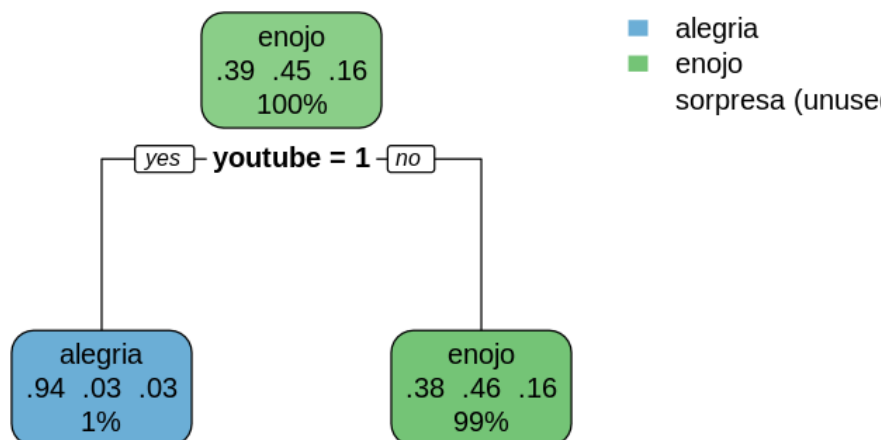 enojo
.39 .45 .16
100%
alegria
enojo
sorpresa (unuse
yes youtube = 1 no
alegria
.94 .03 .03
1%
enojo
.38 .46 .16
99%